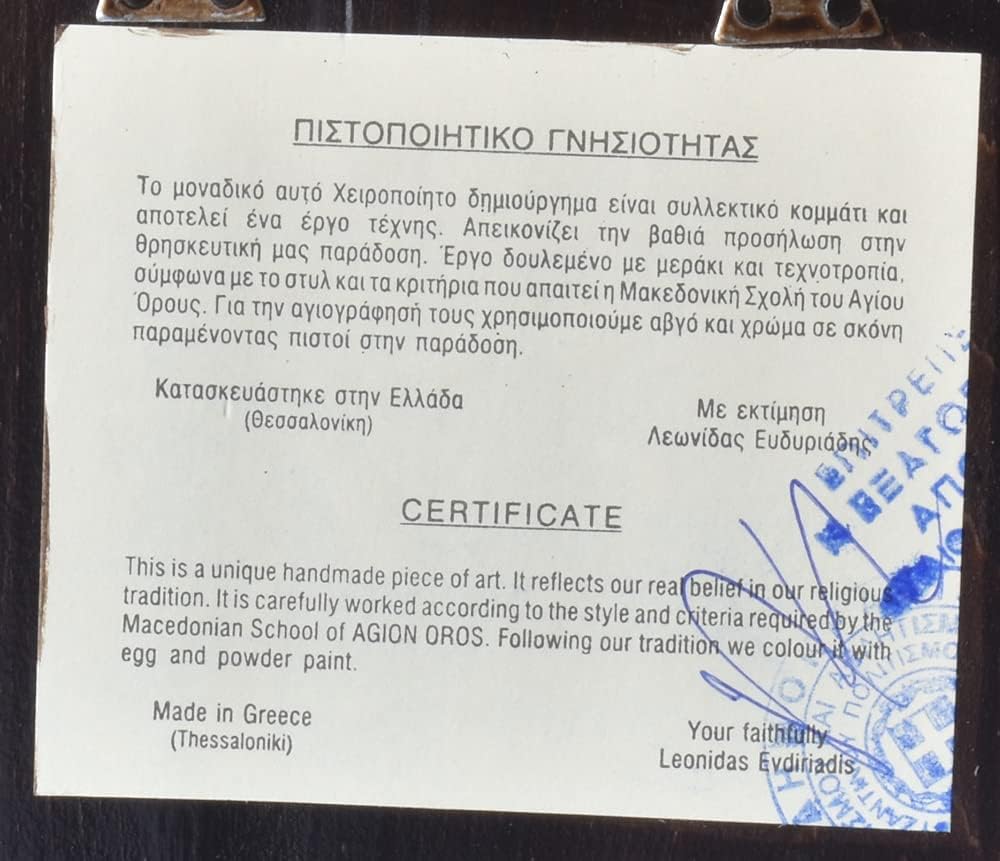 ΠΙΣΤΟΠΟΙΗΤΙΚΟ ΓΝΗΣΙΟΤΗΤΑΣ
Το μοναδικό αυτό Χειροποίητο δημιούργημα είναι συλλεκτικό κομμάτι και
αποτελεί ένα έργο τέχνης. Απεικονίζει την βαθιά προσήλωση στην
θρησκευτική μας παράδοση. Έργο δουλεμένο με μεράκι και τεχνοτροπία,
σύμφωνα με το στυλ και τα κριτήρια που απαιτεί η Μακεδονική Σχολή του Αγίου
Όρους. Για την αγιογράφησή τους χρησιμοποιούμε αβγό και χρώμα σε σκόνη
παραμένοντας πιστοί στην παράδοση.
Κατασκευάστηκε στην Ελλάδα
(Θεσσαλονίκη)
Με εκτίμηση
Λεωνίδας Ευδυριάδης
ΕΠΙΤΡΕΠΕ
Η ΕΞΑΓΩ
ΑΠΟ
CERTIFICATE
This is a unique handmade piece of art. It reflects our real belief in our religious
tradition. It is carefully worked according to the style and criteria required by the
Macedonian School of AGION OROS. Following our tradition we colour it with
egg and powder paint.
Made in Greece
(Thessaloniki)
Your faithfully
Leonidas Evdiriadis